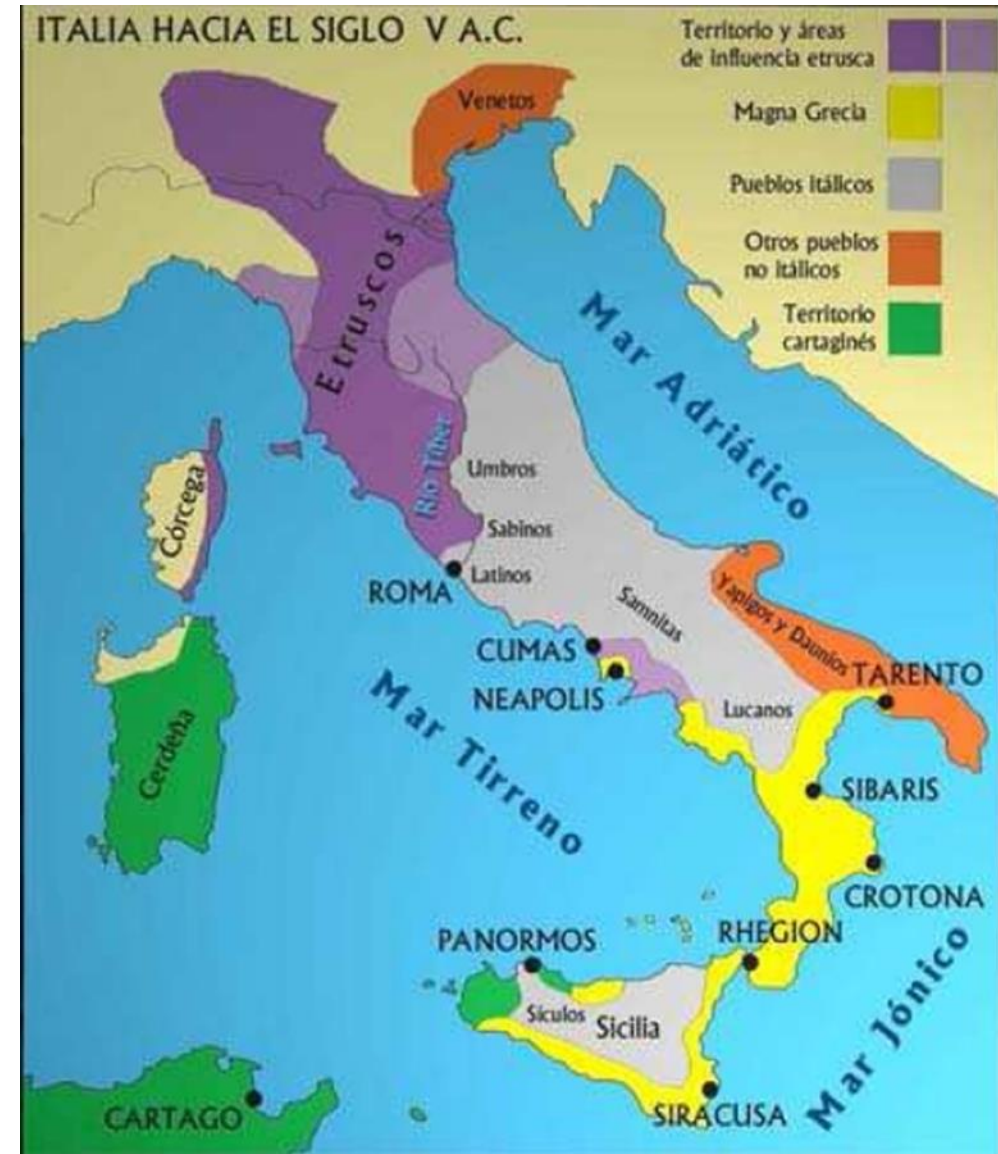 ITALIA HACIA EL SIGLO V A.C.
Territorio y áreas
de influencia etrusca
Magna Grecia
Pueblos itálicos
Otros pueblos
no itálicos
Territorio
cartaginés
Venetos
Etruscos
Mar Adriático
Río Tíber
Umbros
Córcega
Sabinos
Latinos
ROMA
Samnitas
Yapigos y Daunios
CUMAS
NEAPOLIS
TARENTO
Lucanos
Mar Tirreno
Cerdeña
SIBARIS
CROTONA
PANORMOS
RHEGION
Mar Jónico
Sículos
Sicilia
SIRACUSA
CARTAGO